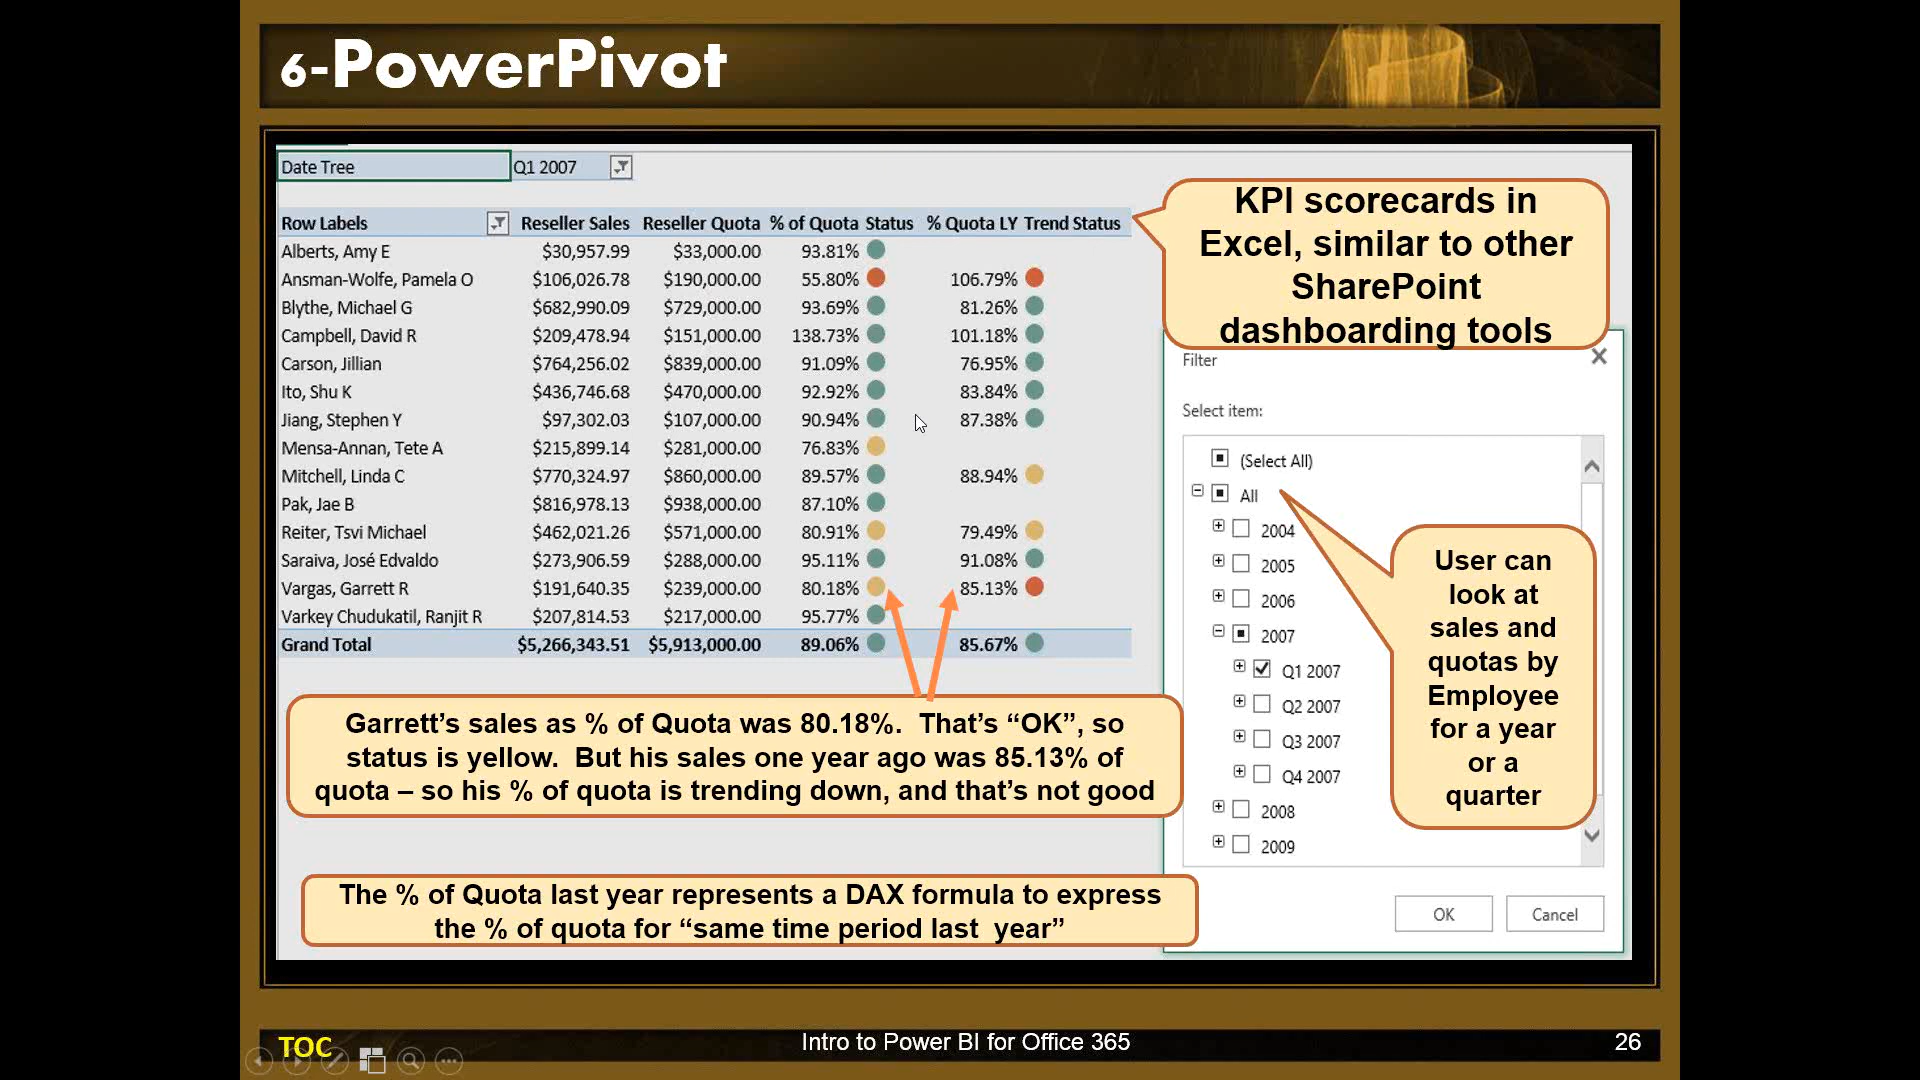 6-PowerPivot
Date Tree Q1 2007
Row Labels Reseller Sales Reseller Quota % of Quota Status % Quota LY Trend Status
Alberts, Amy E $30,957.99 $33,000.00 93.81%
Ansman-Wolfe, Pamela O $106,026.78 $190,000.00 55.80% 106.79%
Blythe, Michael G $682,990.09 $729,000.00 93.69% 81.26%
Campbell, David R $209,478.94 $151,000.00 138.73% 101.18%
Carson, Jillian $764,256.02 $839,000.00 91.09% 76.95%
Ito, Shu K $436,746.68 $470,000.00 92.92% 83.84%
Jiang, Stephen Y $97,302.03 $107,000.00 90.94% 87.38%
Mensa-Annan, Tete A $215,899.14 $281,000.00 76.83%
Mitchell, Linda C $770,324.97 $860,000.00 89.57% 88.94%
Pak, Jae B $816,978.13 $938,000.00 87.10%
Reiter, Tsvi Michael $462,021.26 $571,000.00 80.91% 79.49%
Saraiva, José Edvaldo $273,906.59 $288,000.00 95.11% 91.08%
Vargas, Garrett R $191,640.35 $239,000.00 80.18% 85.13%
Varkey Chudukatil, Ranjit R $207,814.53 $217,000.00 95.77%
Grand Total $5,266,343.51 $5,913,000.00 89.06% 85.67%
KPI scorecards in
Excel, similar to other
SharePoint
dashboarding tools
Filter
Select item:
(Select All)
All
2004
2005
2006
2007
Q1 2007
Q2 2007
Q3 2007
Q4 2007
2008
2009
OK Cancel
User can
look at
sales and
quotas by
Employee
for a year
or a
quarter
Garrett’s sales as % of Quota was 80.18%. That’s “OK”, so
status is yellow. But his sales one year ago was 85.13% of
quota – so his % of quota is trending down, and that’s not good
The % of Quota last year represents a DAX formula to express
the % of quota for “same time period last year”
TOC
Intro to Power BI for Office 365
26